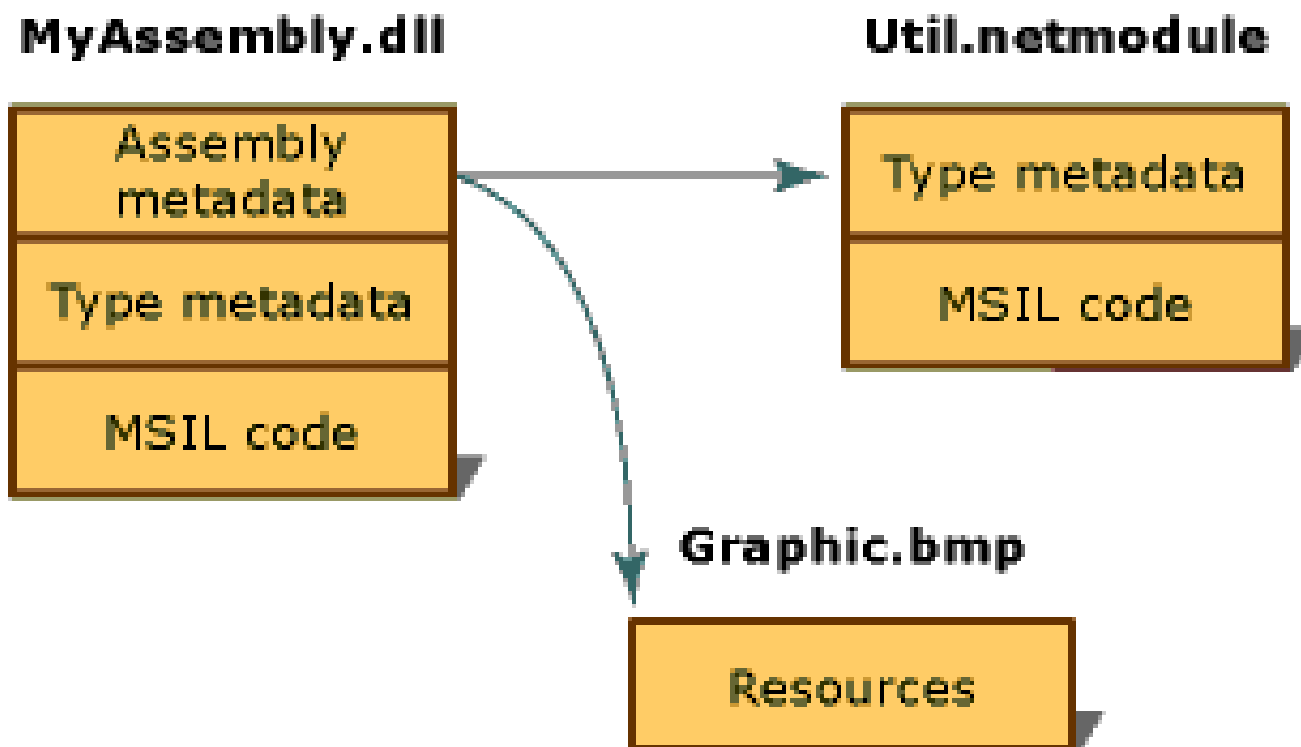 MyAssembly.dll
Assembly
metadata
Type metadata
MSIL code
Util.netmodule
Type metadata
MSIL code
Graphic.bmp
Resources